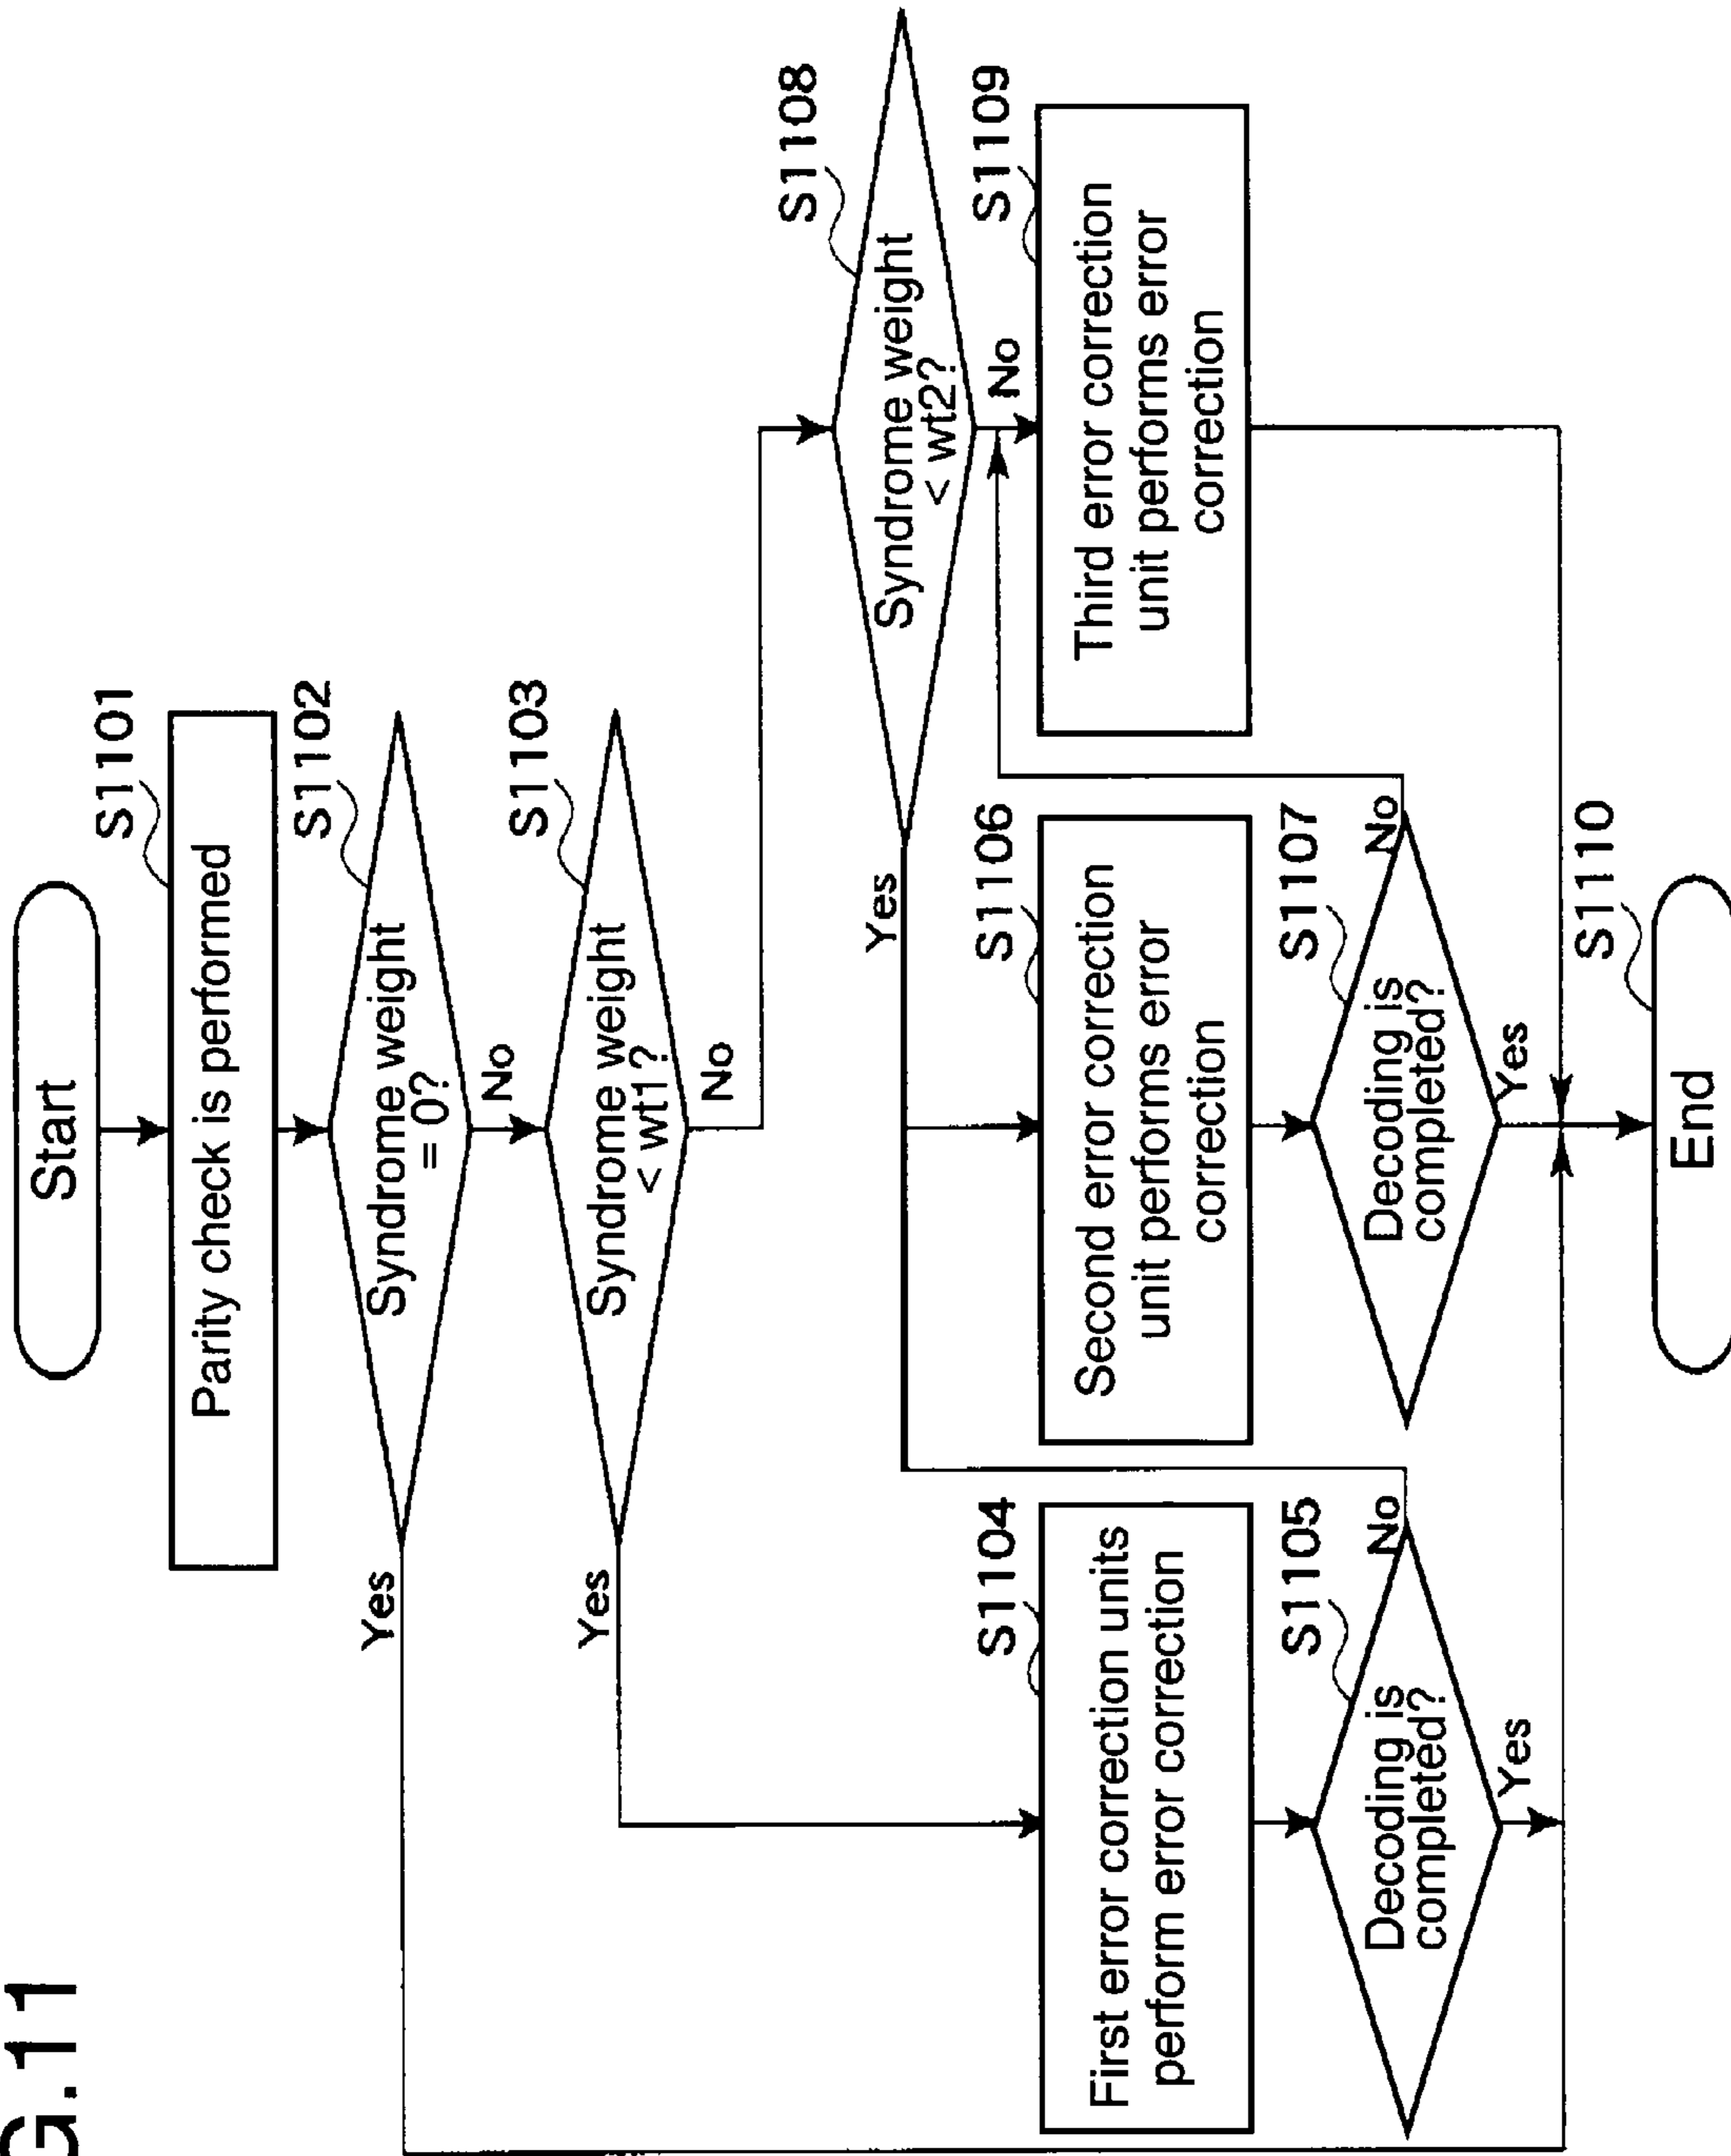 G.11
Start
S1101
Parity check is performed
S1102
Syndrome weight
= 0?
Yes
No
S1103
Syndrome weight
< wt1?
Yes
No
S1108
Syndrome weight
< wt2?
Yes
No
S1104
First error correction units
perform error correction
S1106
Second error correction
unit performs error
correction
S1109
Third error correction
unit performs error
correction
S1105
Decoding is
completed?
No
Yes
S1107
Decoding is
completed?
No
Yes
S1110
End